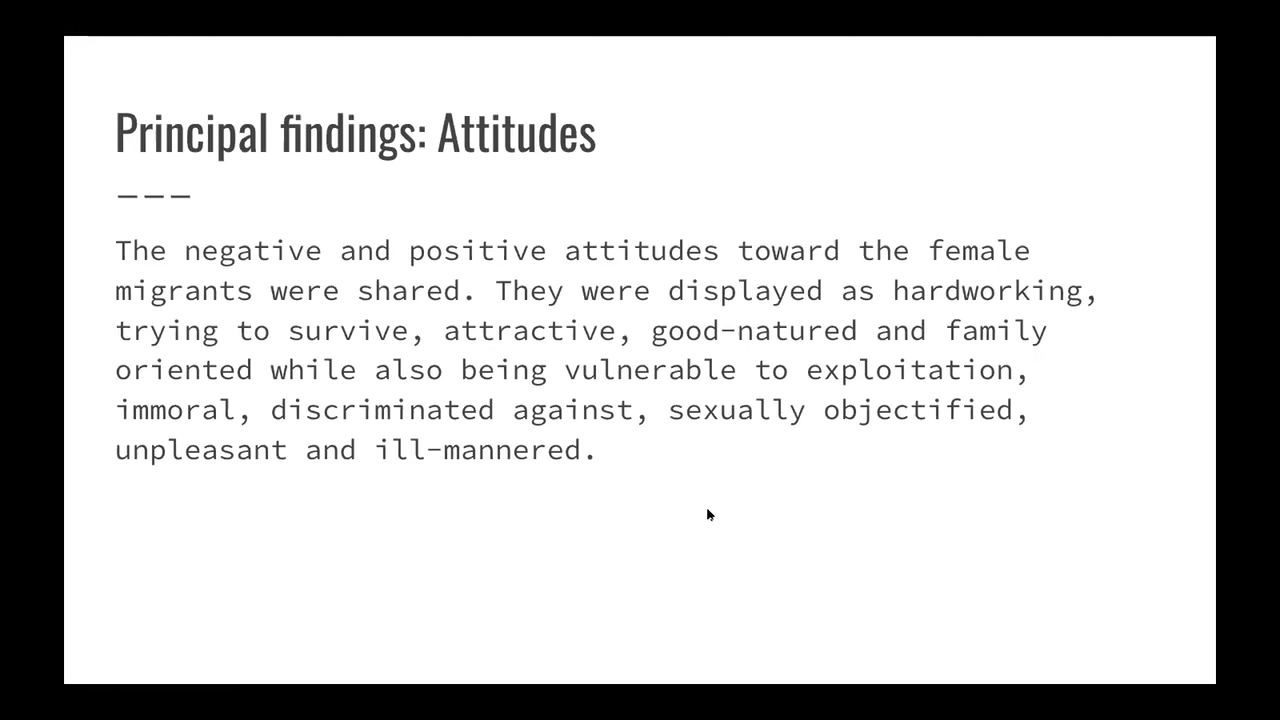 Principal findings: Attitudes
———
The negative and positive attitudes toward the female
migrants were shared. They were displayed as hardworking,
trying to survive, attractive, good-natured and family
oriented while also being vulnerable to exploitation,
immoral, discriminated against, sexually objectified,
unpleasant and ill-mannered.